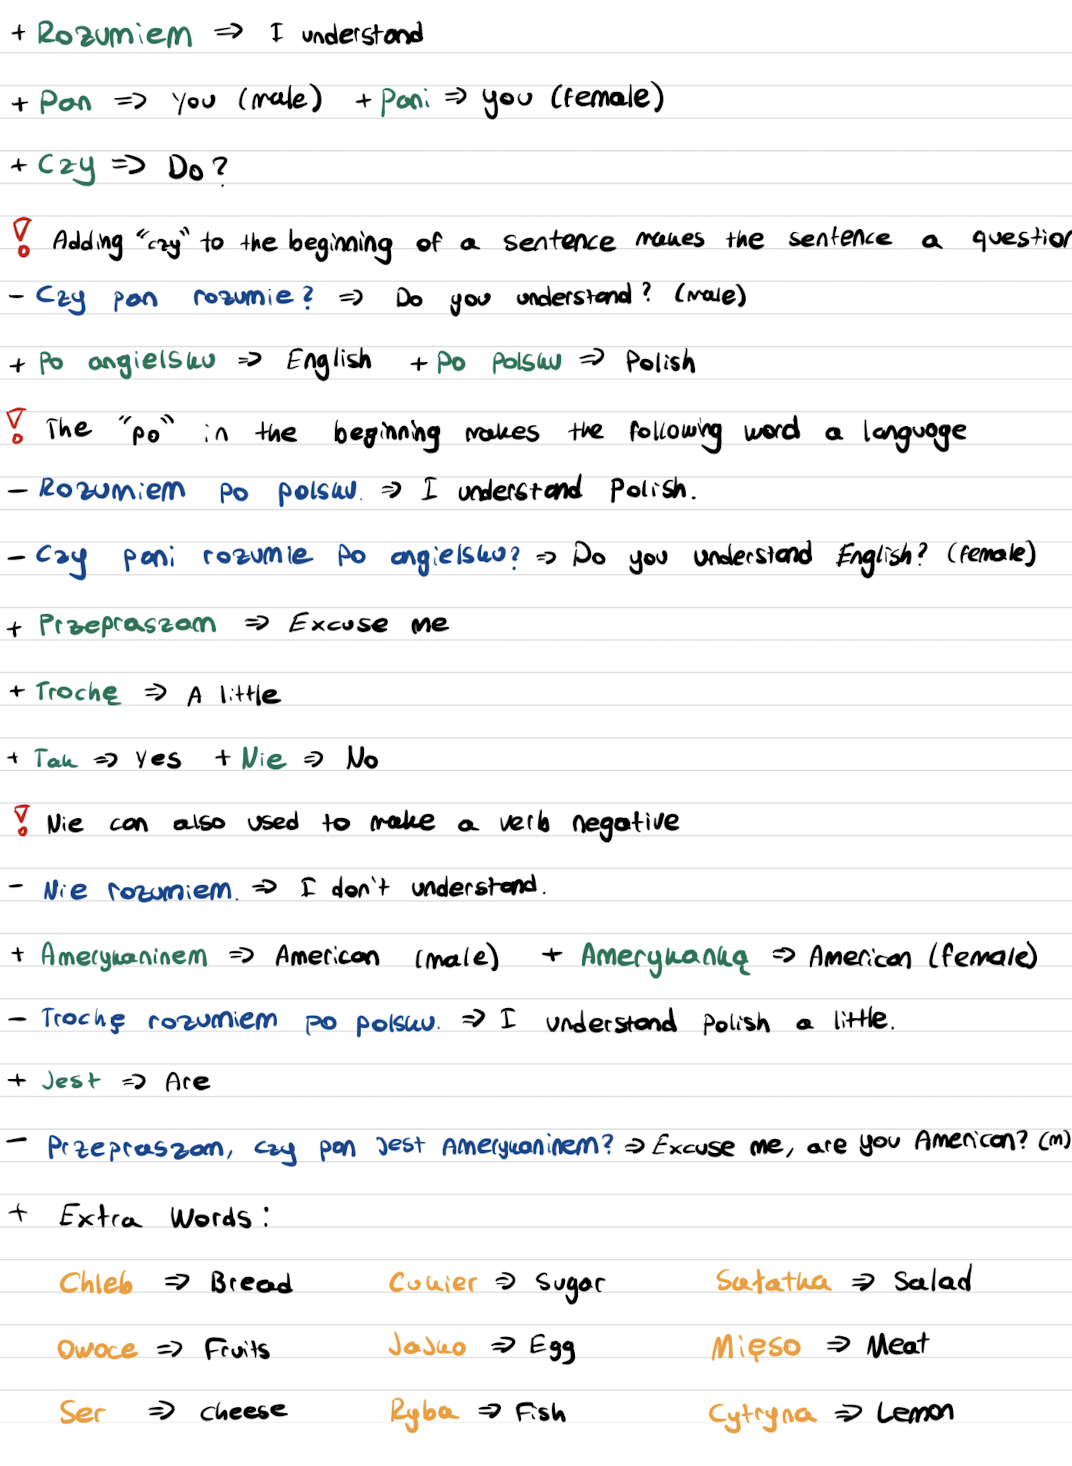 + Rozumiem ⇒ I understand
+ Pan ⇒ you (male) + Pani ⇒ you (female)
+ Czy ⇒ Do?
! Adding "czy" to the beginning of a sentence makes the sentence a question
- Czy pan rozumie? ⇒ Do you understand? (male)
+ Po angielsku ⇒ English + Po polsku ⇒ Polish
! The "po" in the beginning makes the following word a language
- Rozumiem po polsku. ⇒ I understand Polish.
- Czy pani rozumie po angielsku? ⇒ Do you understand English? (female)
+ Przepraszam ⇒ Excuse me
+ Trochę ⇒ A little
+ Tak ⇒ yes + Nie ⇒ No
! Nie can also used to make a verb negative
- Nie rozumiem. ⇒ I don't understand.
+ Amerykaninem ⇒ American (male) + Amerykanką ⇒ American (female)
- Trochę rozumiem po polsku. ⇒ I understand Polish a little.
+ Jest ⇒ Are
- Przepraszam, czy pan jest Amerykaninem? ⇒ Excuse me, are you American? (m)
+ Extra Words:
Chleb ⇒ Bread Cukier ⇒ Sugar Sałatka ⇒ Salad
Owoce ⇒ Fruits Jajko ⇒ Egg Mięso ⇒ Meat
Ser ⇒ cheese Ryba ⇒ Fish Cytryna ⇒ Lemon